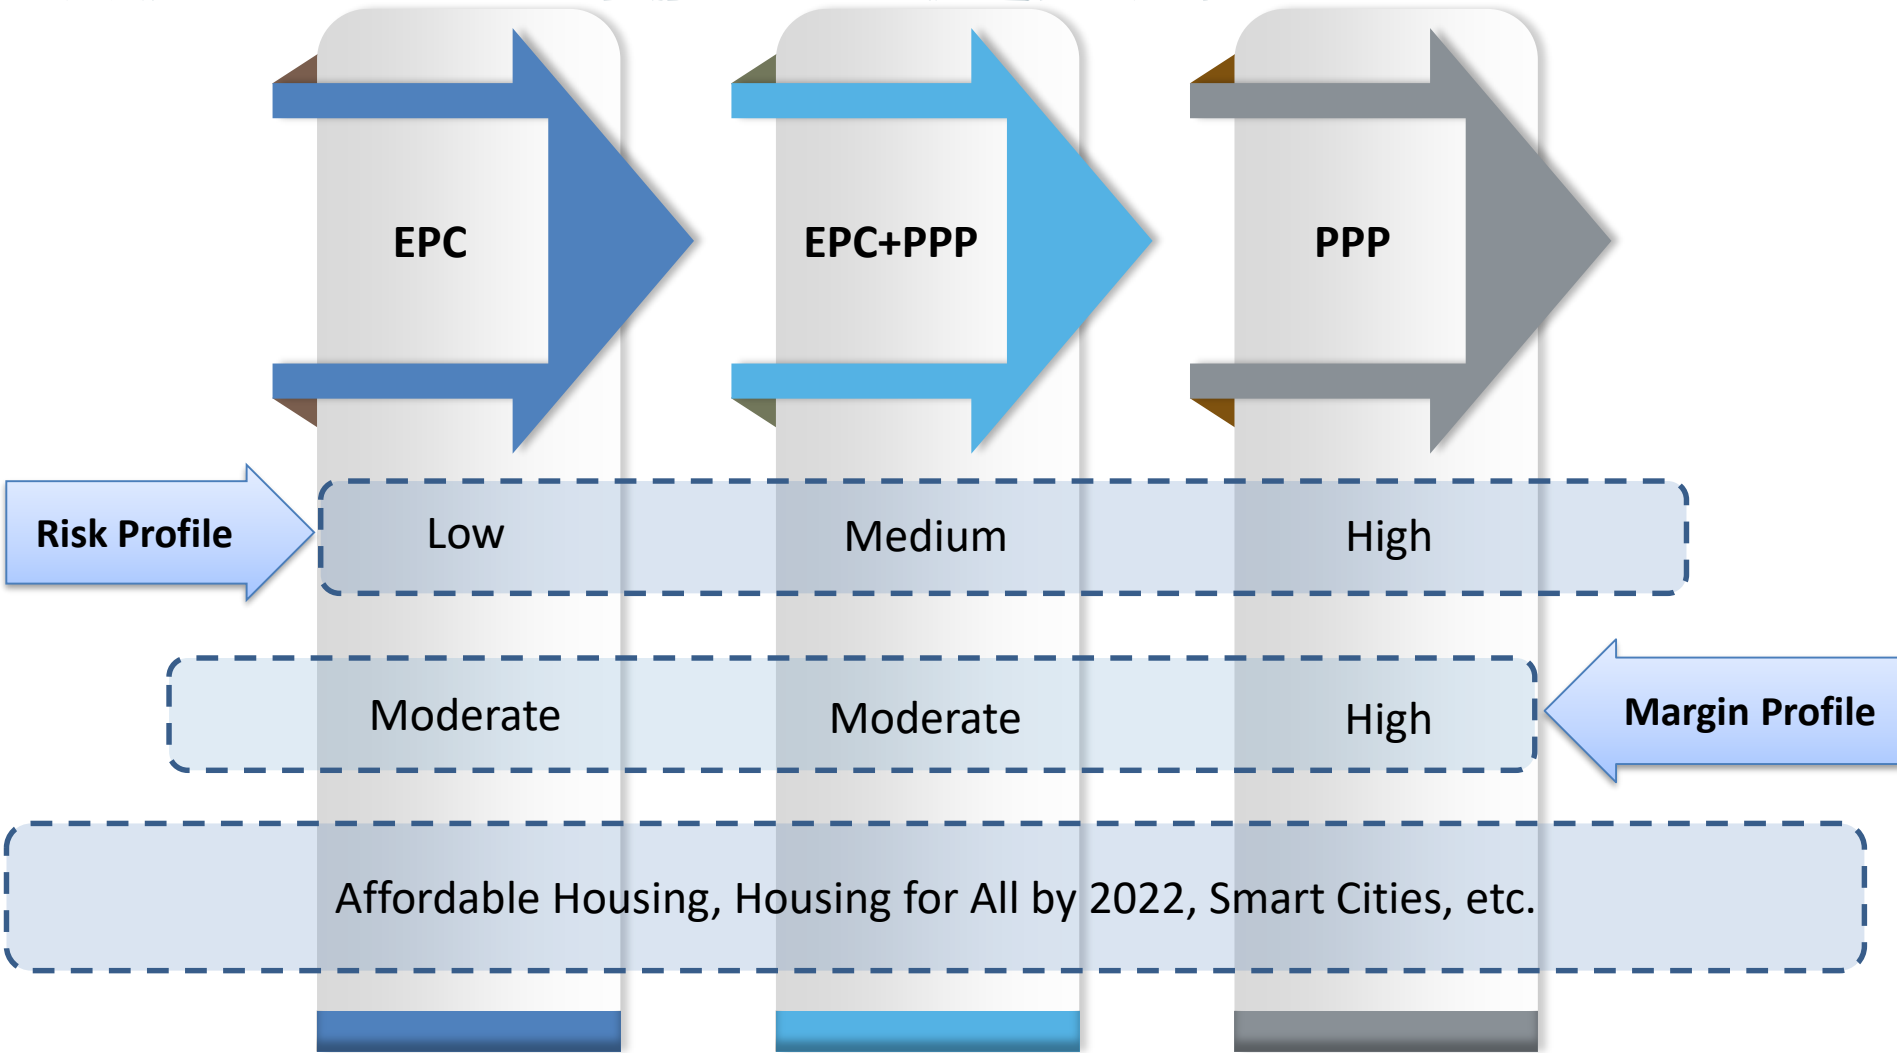 EPC
EPC+PPP
PPP
Risk Profile
Low
Medium
High
Moderate
Moderate
High
Margin Profile
Affordable Housing, Housing for All by 2022, Smart Cities, etc.